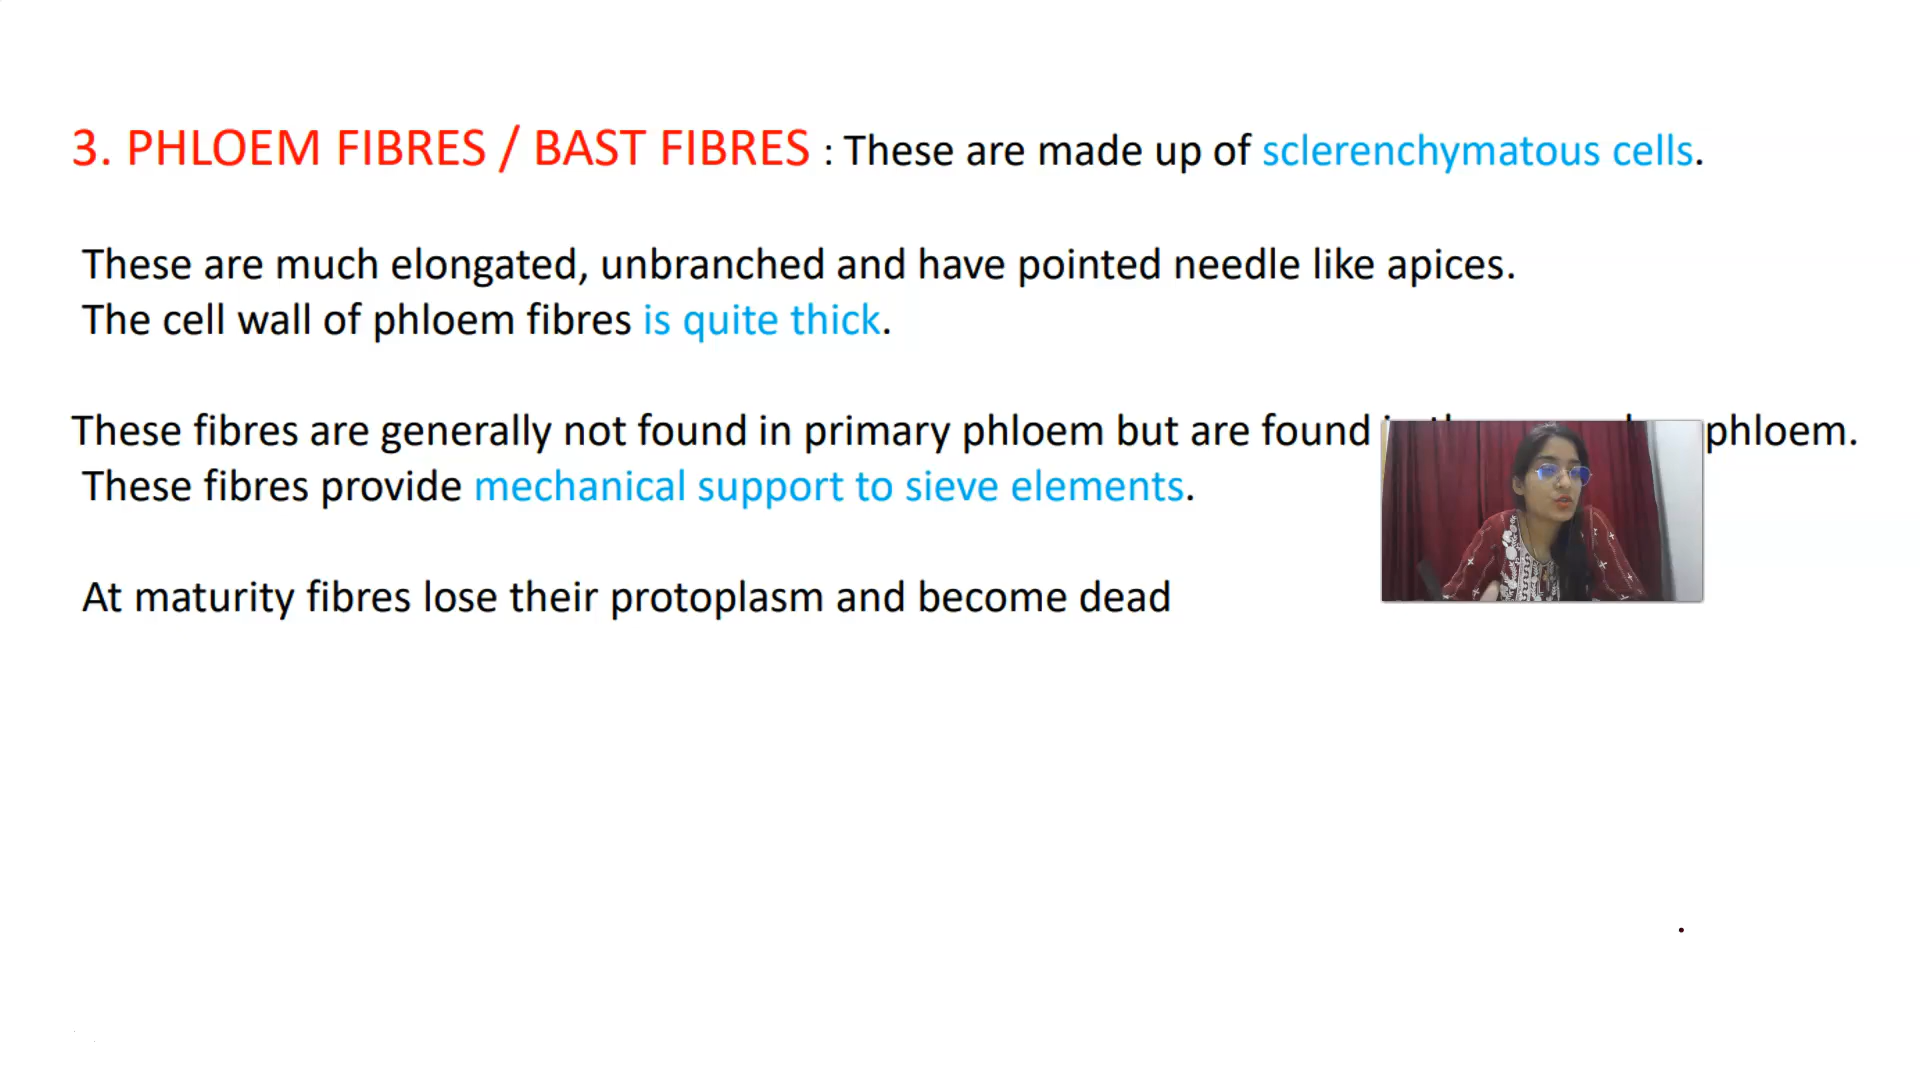 3. PHLOEM FIBRES / BAST FIBRES : These are made up of sclerenchymatous cells.
These are much elongated, unbranched and have pointed needle like apices.
The cell wall of phloem fibres is quite thick.
These fibres are generally not found in primary phloem but are found phloem.
These fibres provide mechanical support to sieve elements.
At maturity fibres lose their protoplasm and become dead